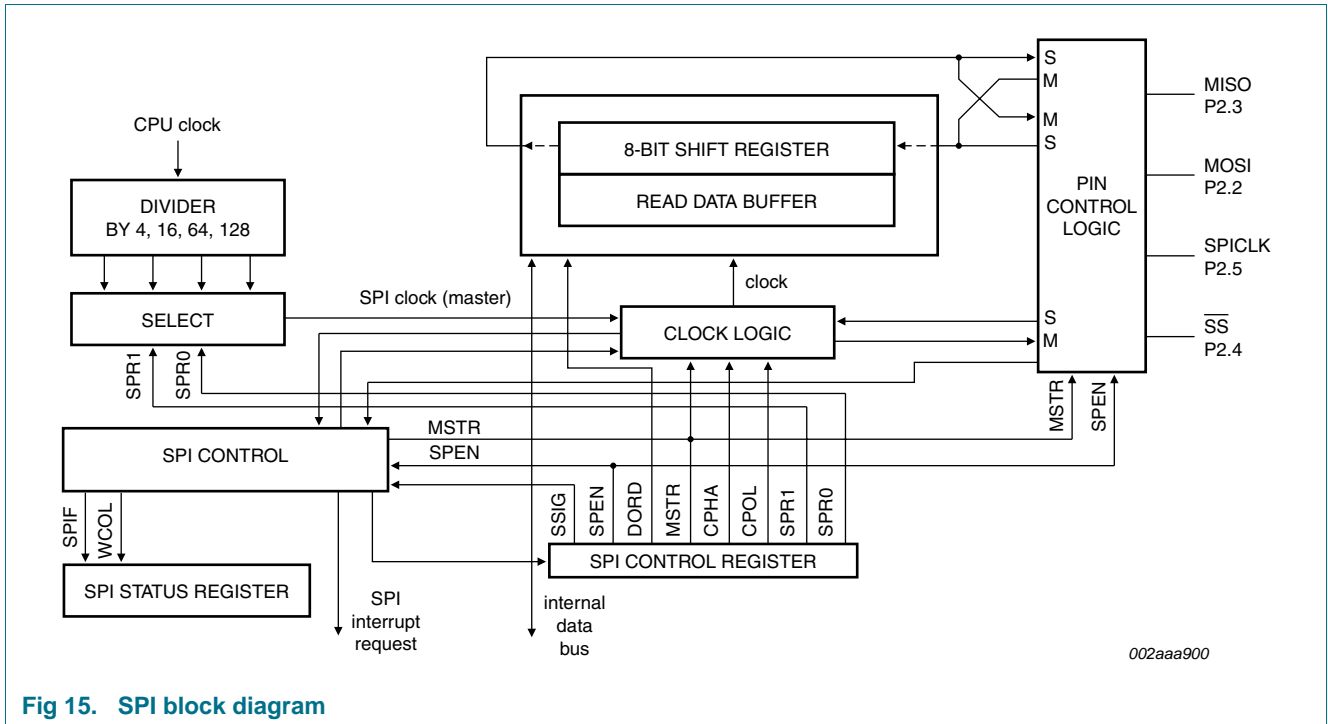 CPU clock
DIVIDER
BY 4, 16, 64, 128
SELECT
SPR1
SPR0
SPI clock (master)
8-BIT SHIFT REGISTER
READ DATA BUFFER
clock
CLOCK LOGIC
S
M
M
S
PIN
CONTROL
LOGIC
S
M
MISO
P2.3
MOSI
P2.2
SPICLK
P2.5
SS
P2.4
MSTR
SPEN
SPI CONTROL
MSTR
SPEN
SPIF
WCOL
SPI STATUS REGISTER
SSIG
SPEN
DORD
MSTR
CPHA
CPOL
SPR1
SPR0
SPI CONTROL REGISTER
SPI
interrupt
request
internal
data
bus
002aaa900
Fig 15. SPI block diagram